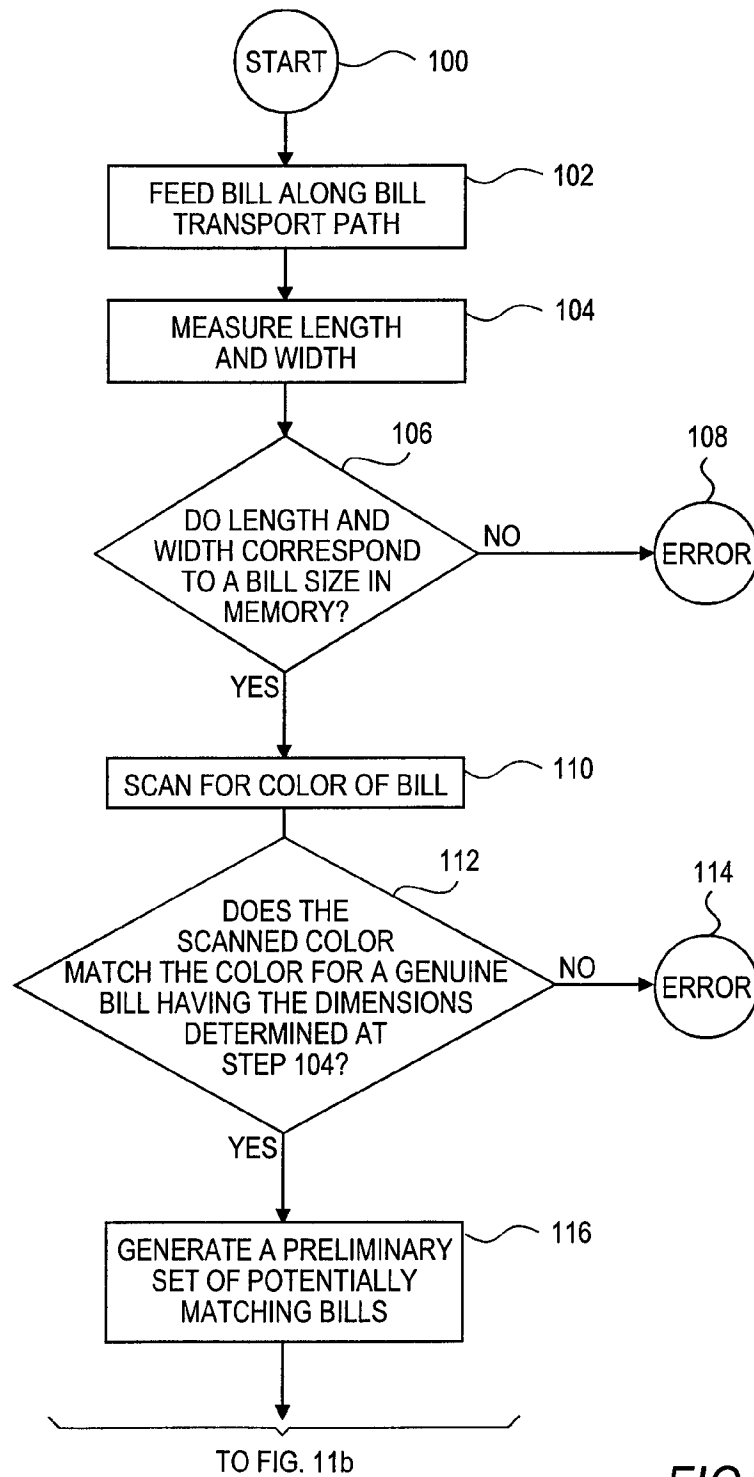 START
100
FEED BILL ALONG BILL
TRANSPORT PATH
102
MEASURE LENGTH
AND WIDTH
104
106
DO LENGTH AND
WIDTH CORRESPOND
TO A BILL SIZE IN
MEMORY?
NO
108
ERROR
YES
SCAN FOR COLOR OF BILL
110
112
DOES THE
SCANNED COLOR
MATCH THE COLOR FOR A GENUINE
BILL HAVING THE DIMENSIONS
DETERMINED AT
STEP 104?
NO
114
ERROR
YES
GENERATE A PRELIMINARY
SET OF POTENTIALLY
MATCHING BILLS
116
TO FIG. 11b
FIG